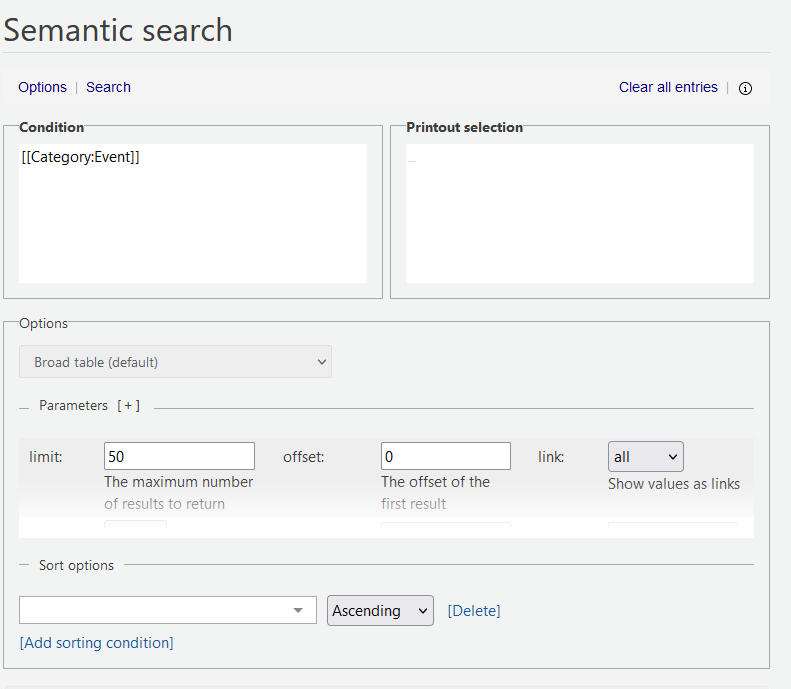 Semantic search
Options | Search
Clear all entries |
Condition
Printout selection
[[Category:Event]]
...
Options
Broad table (default)
Parameters [+]
limit: 50 offset: 0 link: all
The maximum number of results to return
The offset of the first result
Show values as links
Sort options
Ascending [Delete]
[Add sorting condition]